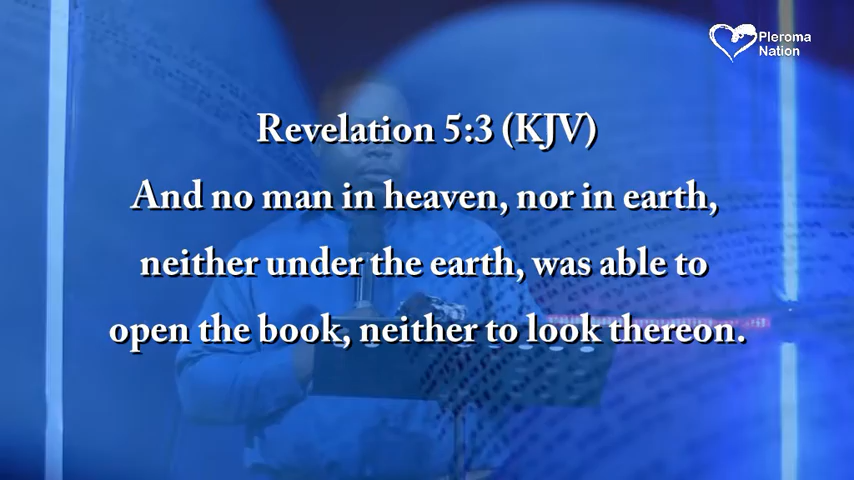 Pleroma
Nation
Revelation 5:3 (KJV)
And no man in heaven, nor in earth,
neither under the earth, was able to
open the book, neither to look thereon.